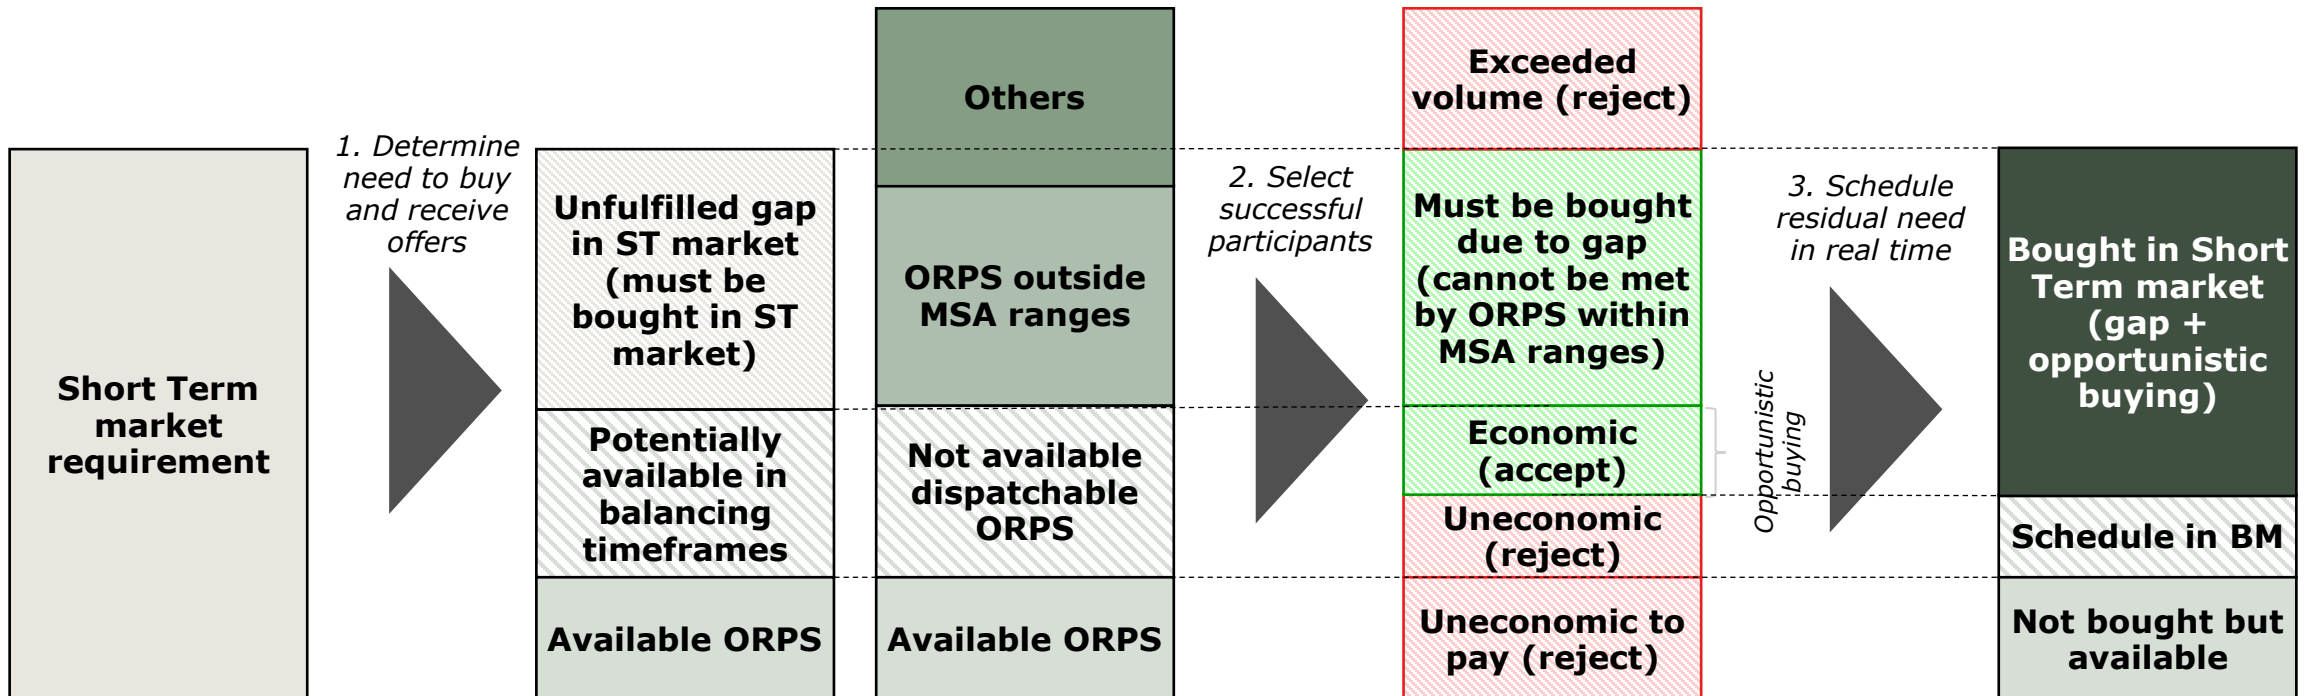 Short Term
market
requirement
1. Determine
need to buy
and receive
offers
Unfulfilled gap
in ST market
(must be
bought in ST
market)
Potentially
available in
balancing
timeframes
Available ORPS
Others
ORPS outside
MSA ranges
Not available
dispatchable
ORPS
Available ORPS
2. Select
successful
participants
Exceeded
volume (reject)
Must be bought
due to gap
(cannot be met
by ORPS within
MSA ranges)
Economic
(accept)
Uneconomic
(reject)
Uneconomic to
pay (reject)
Opportunistic
buying
3. Schedule
residual need
in real time
Bought in Short
Term market
(gap +
opportunistic
buying)
Schedule in BM
Not bought but
available